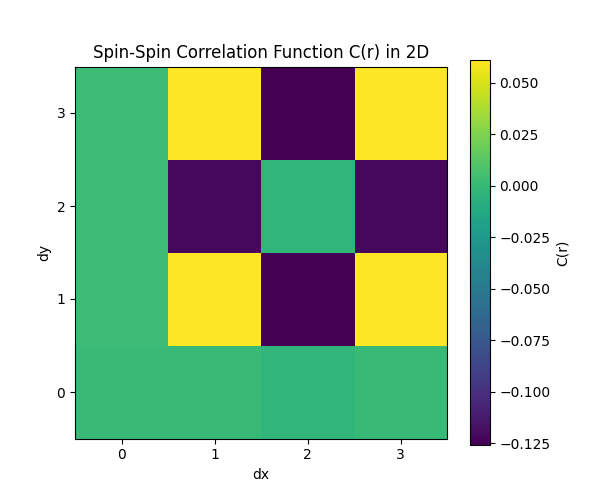 Spin-Spin Correlation Function C(r) in 2D
3
2
1
0
dy
0 1 2 3
dx
0.050
0.025
0.000
−0.025
−0.050
−0.075
−0.100
−0.125
C(r)